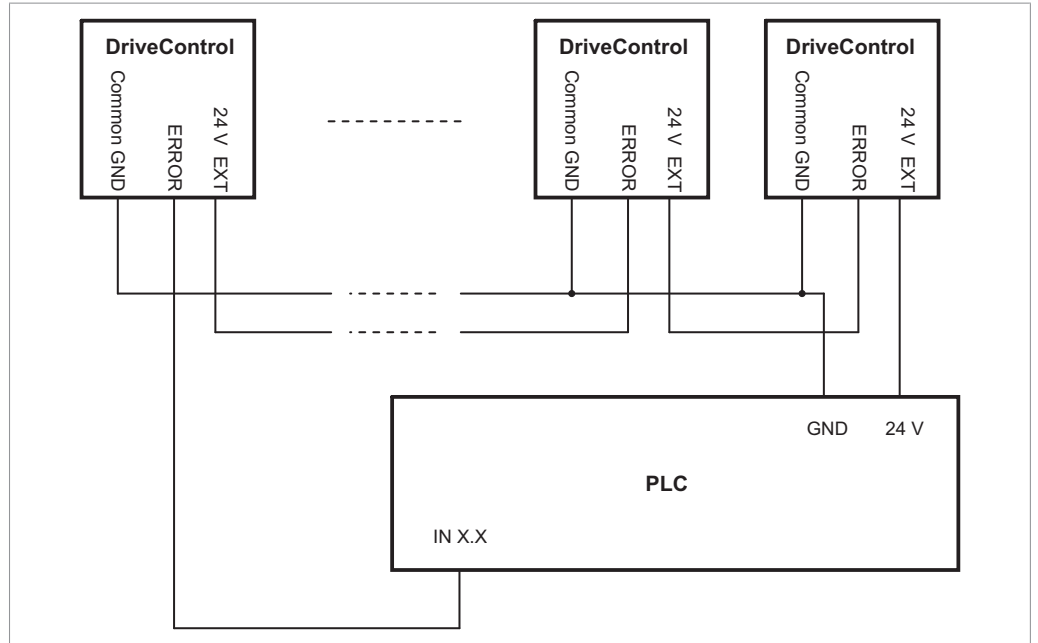 DriveControl
Common GND
ERROR
24 V EXT
DriveControl
Common GND
ERROR
24 V EXT
DriveControl
Common GND
ERROR
24 V EXT
GND
24 V
PLC
IN X.X